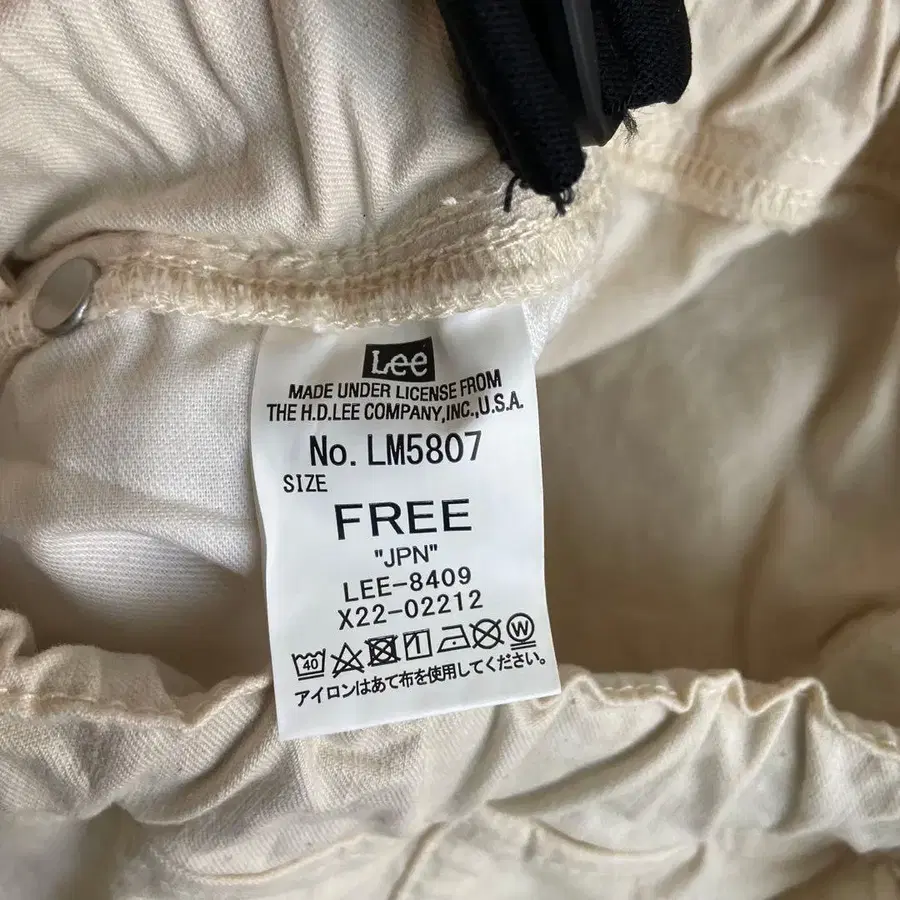 Lee
MADE UNDER LICENSE FROM
THE H.D.LEE COMPANY,INC.,U.S.A.
No. LM5807
SIZE
FREE
"JPN"
LEE-8409
X22-02212
40 W
アイロンはあて布を使用してください。